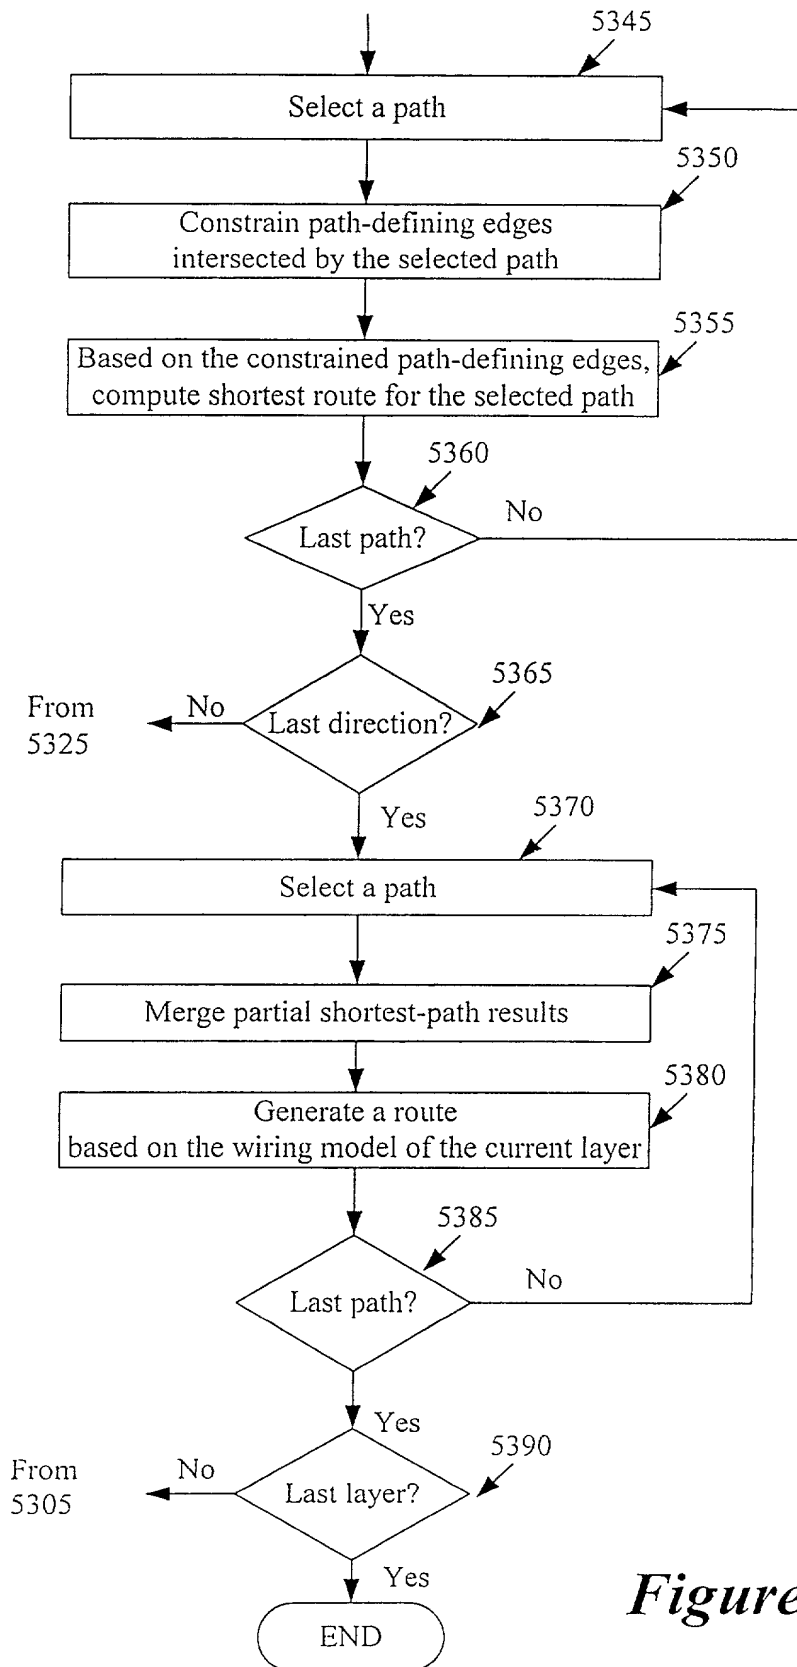 5345
Select a path
5350
Constrain path-defining edges
intersected by the selected path
5355
Based on the constrained path-defining edges,
compute shortest route for the selected path
5360
Last path?
No
Yes
5365
Last direction?
No
From
5325
Yes
5370
Select a path
5375
Merge partial shortest-path results
5380
Generate a route
based on the wiring model of the current layer
5385
Last path?
No
Yes
5390
Last layer?
No
From
5305
Yes
END
Figure